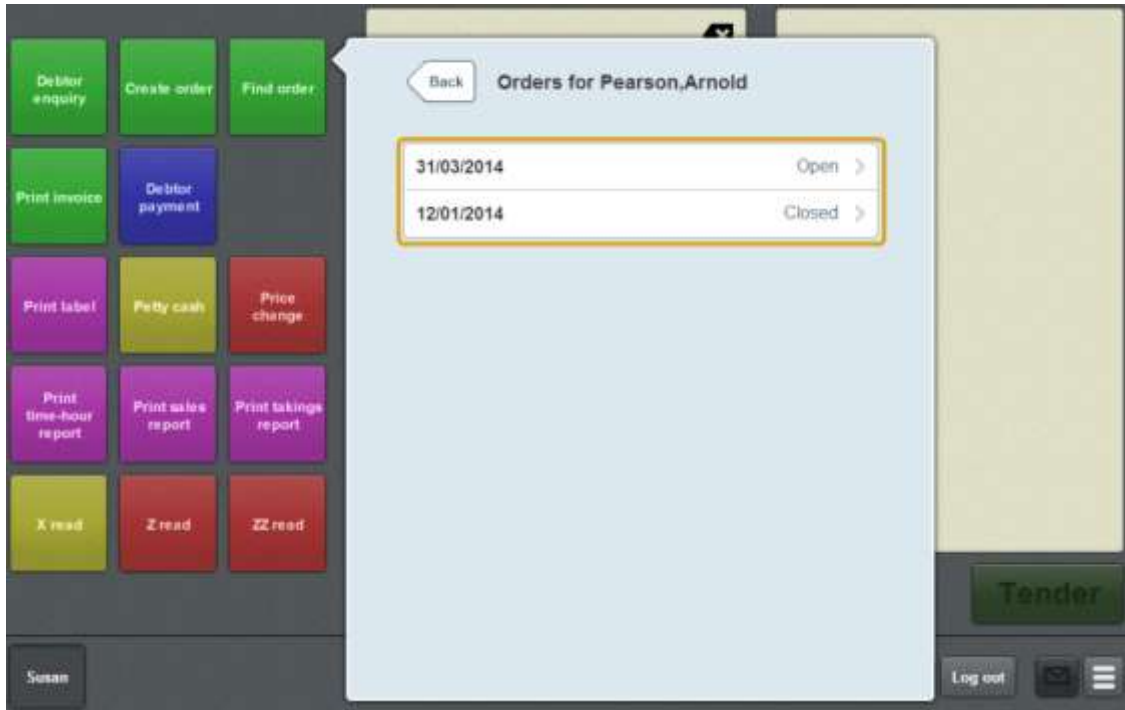 Debtor
enquiry
Create order
Find order
Print invoice
Debtor
payment
Print label
Petty cash
Price
change
Print
time-hour
report
Print sales
report
Print takings
report
X read
Z read
ZZ read
Susan
Back
Orders for Pearson,Arnold
31/03/2014 Open
12/01/2014 Closed
Tender
Log out